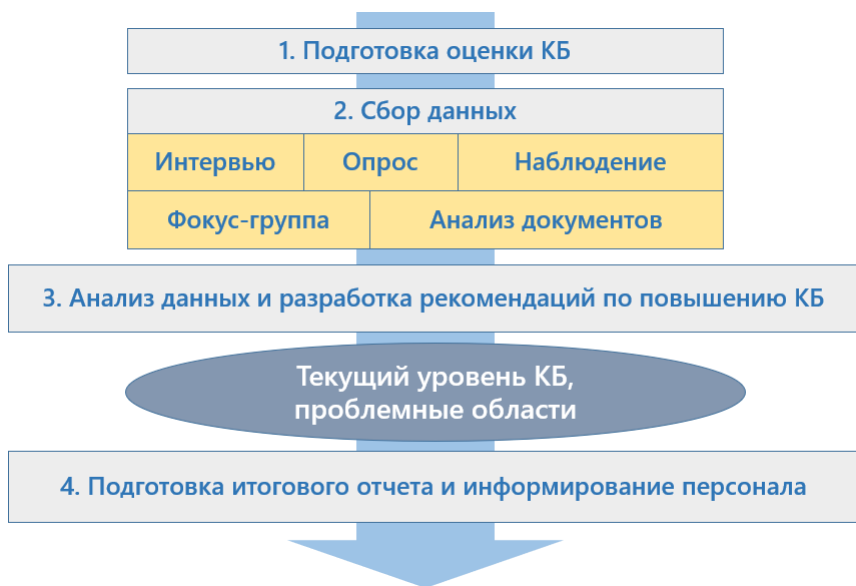 1. Подготовка оценки КБ
2. Сбор данных
Интервью
Опрос
Наблюдение
Фокус-группа
Анализ документов
3. Анализ данных и разработка рекомендаций по повышению КБ
Текущий уровень КБ,
проблемные области
4. Подготовка итогового отчета и информирование персонала